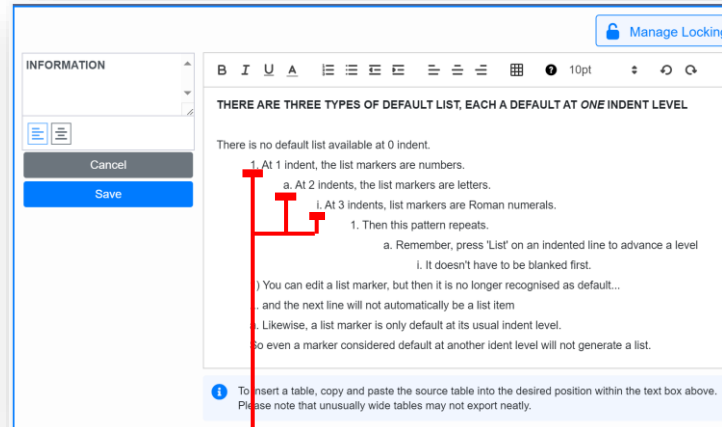 Manage Locking
INFORMATION
Cancel
Save
B I U A 10pt
THERE ARE THREE TYPES OF DEFAULT LIST, EACH A DEFAULT AT ONE INDENT LEVEL
There is no default list available at 0 indent.
1. At 1 indent, the list markers are numbers.
a. At 2 indents, the list markers are letters.
i. At 3 indents, list markers are Roman numerals.
1. Then this pattern repeats.
a. Remember, press 'List' on an indented line to advance a level
i. It doesn't have to be blanked first.
) You can edit a list marker, but then it is no longer recognised as default...
.. and the next line will not automatically be a list item
a. Likewise, a list marker is only default at its usual indent level.
So even a marker considered default at another ident level will not generate a list.
To insert a table, copy and paste the source table into the desired position within the text box above.
Please note that unusually wide tables may not export neatly.